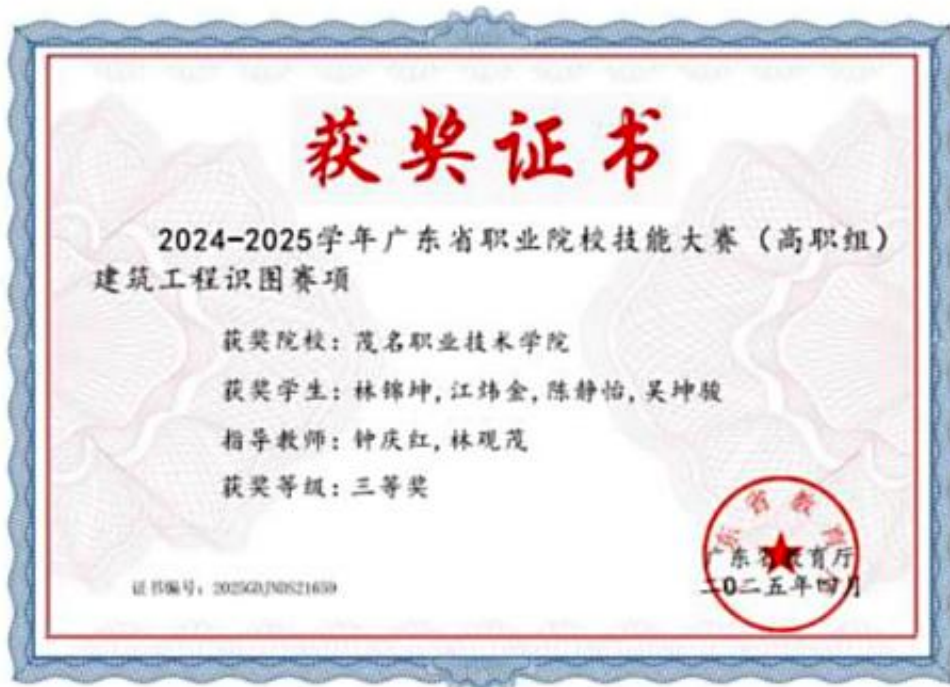 获奖证书
2024-2025学年广东省职业院校技能大赛（高职组）
建筑工程识图赛项
获奖院校：茂名职业技术学院
获奖学生：林锦坤,江炜金,陈静怡,吴坤骏
指导教师：钟庆红,林观茂
获奖等级：三等奖
广东省教育厅
二0二五年四月
证书编号：2025GDJNDS21659